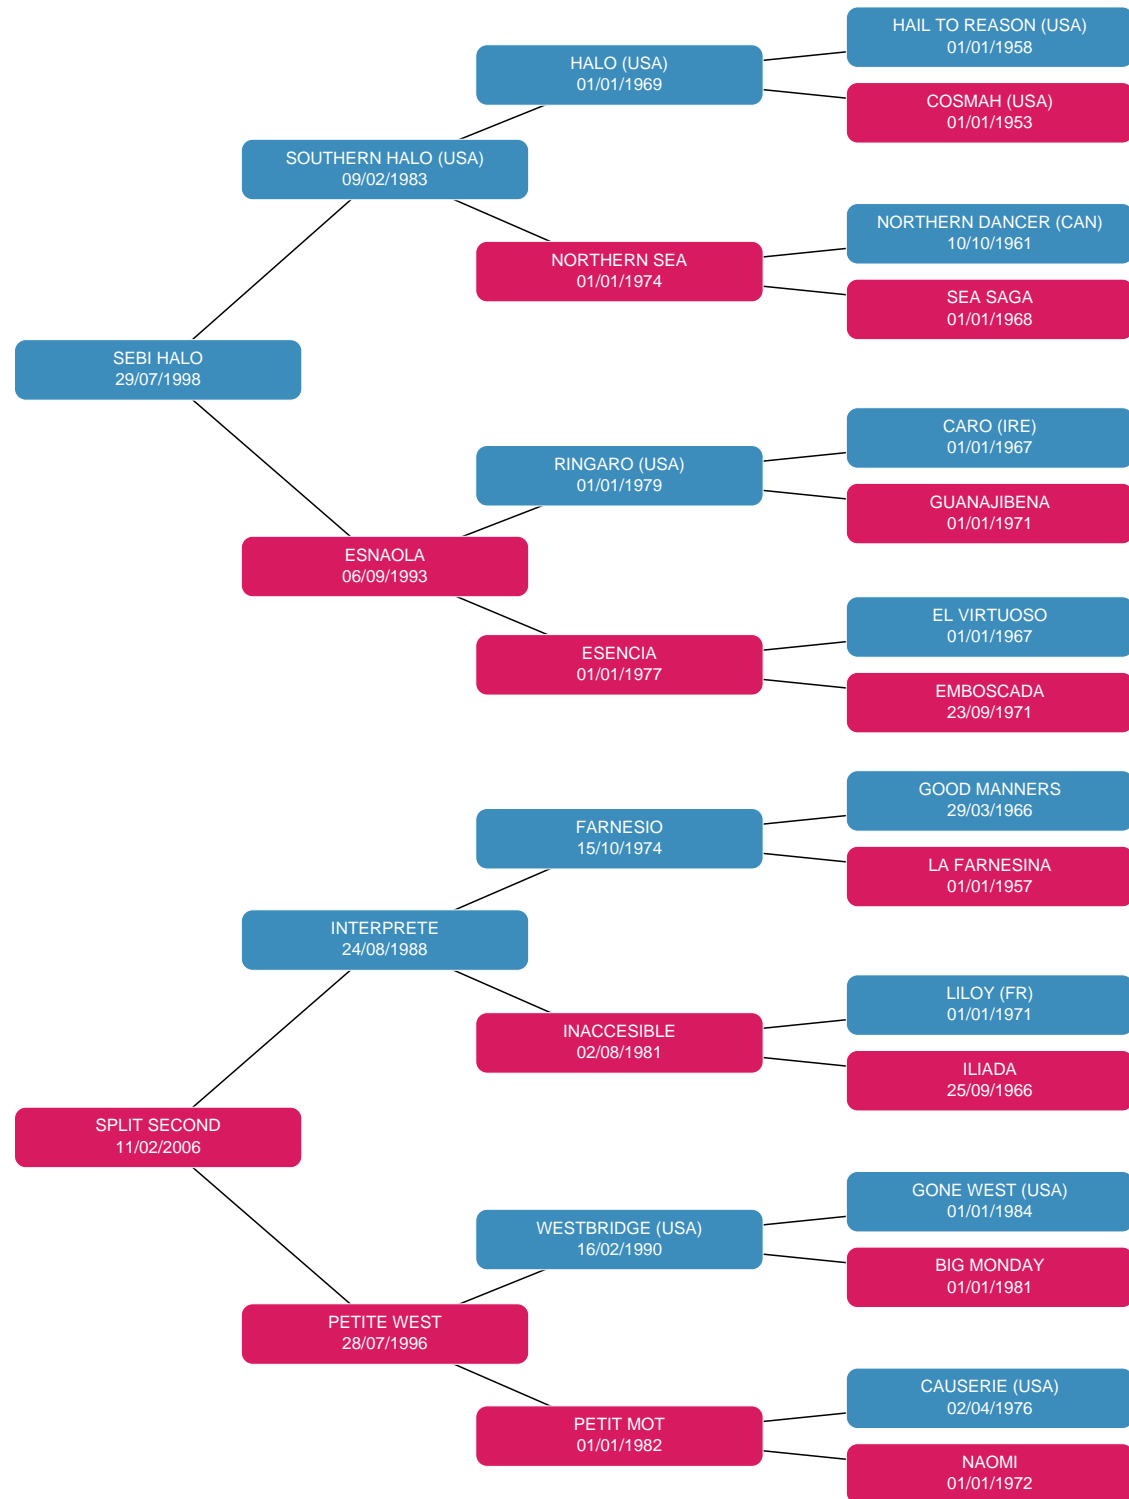 HAIL TO REASON (USA)
01/01/1958
HALO (USA)
01/01/1969
COSMAH (USA)
01/01/1953
SOUTHERN HALO (USA)
09/02/1983
NORTHERN DANCER (CAN)
10/10/1961
NORTHERN SEA
01/01/1974
SEA SAGA
01/01/1968
SEBI HALO
29/07/1998
CARO (IRE)
01/01/1967
RINGARO (USA)
01/01/1979
GUANAJIBENA
01/01/1971
ESNAOLA
06/09/1993
EL VIRTUOSO
01/01/1967
ESENCIA
01/01/1977
EMBOSCADA
23/09/1971
GOOD MANNERS
29/03/1966
FARNESIO
15/10/1974
LA FARNESINA
01/01/1957
INTERPRETE
24/08/1988
LILOY (FR)
01/01/1971
INACCESIBLE
02/08/1981
ILIADA
25/09/1966
SPLIT SECOND
11/02/2006
GONE WEST (USA)
01/01/1984
WESTBRIDGE (USA)
16/02/1990
BIG MONDAY
01/01/1981
PETITE WEST
28/07/1996
CAUSERIE (USA)
02/04/1976
PETIT MOT
01/01/1982
NAOMI
01/01/1972